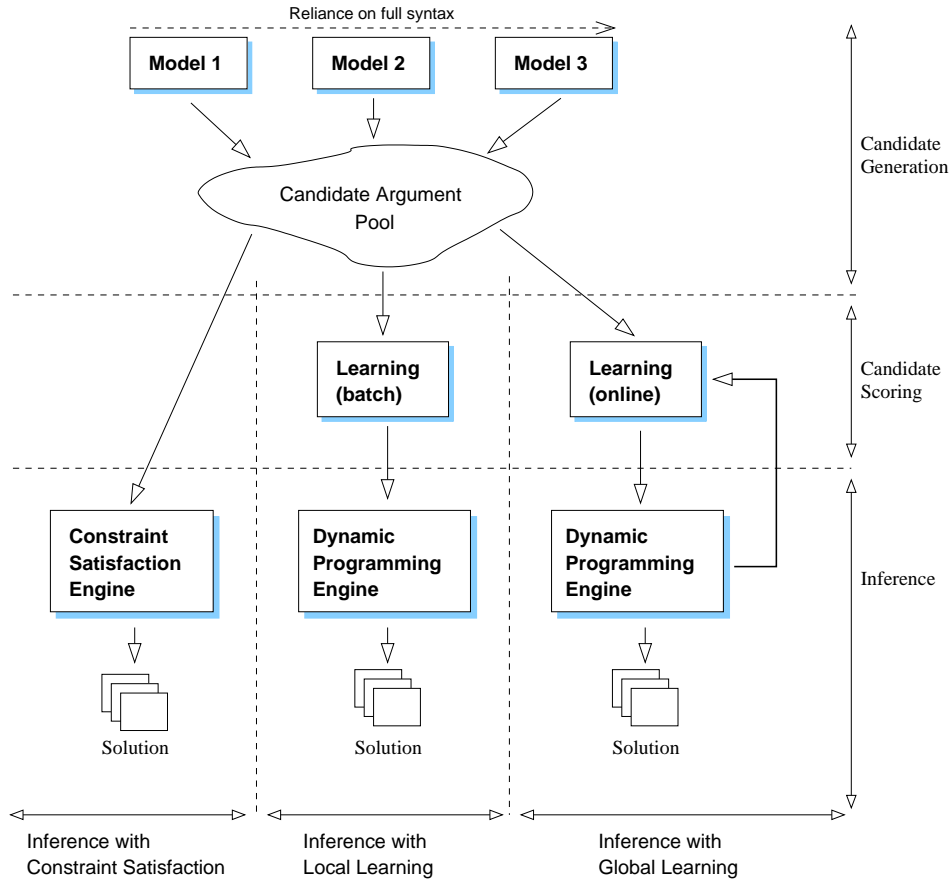 Reliance on full syntax
Model 1
Model 2
Model 3
Candidate Argument
Pool
Candidate
Generation
Learning
(batch)
Learning
(online)
Candidate
Scoring
Constraint
Satisfaction
Engine
Dynamic
Programming
Engine
Dynamic
Programming
Engine
Inference
Solution
Solution
Solution
Inference with
Constraint Satisfaction
Inference with
Local Learning
Inference with
Global Learning